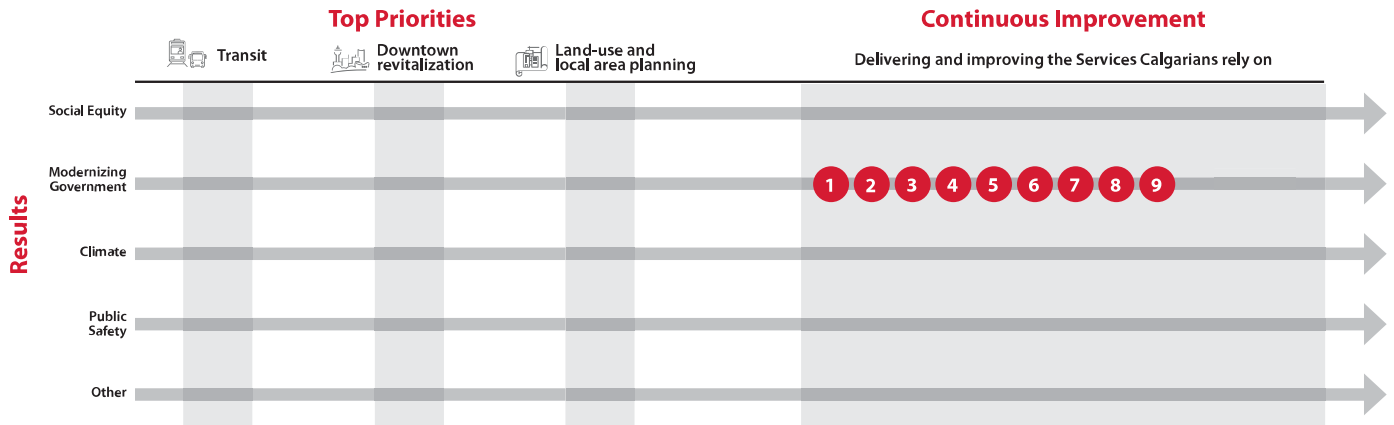 Top Priorities
Continuous Improvement
Transit
Downtown
revitalization
Land-use and
local area planning
Delivering and improving the Services Calgarians rely on
Results
Social Equity
Modernizing
Government
1 2 3 4 5 6 7 8 9
Climate
Public
Safety
Other